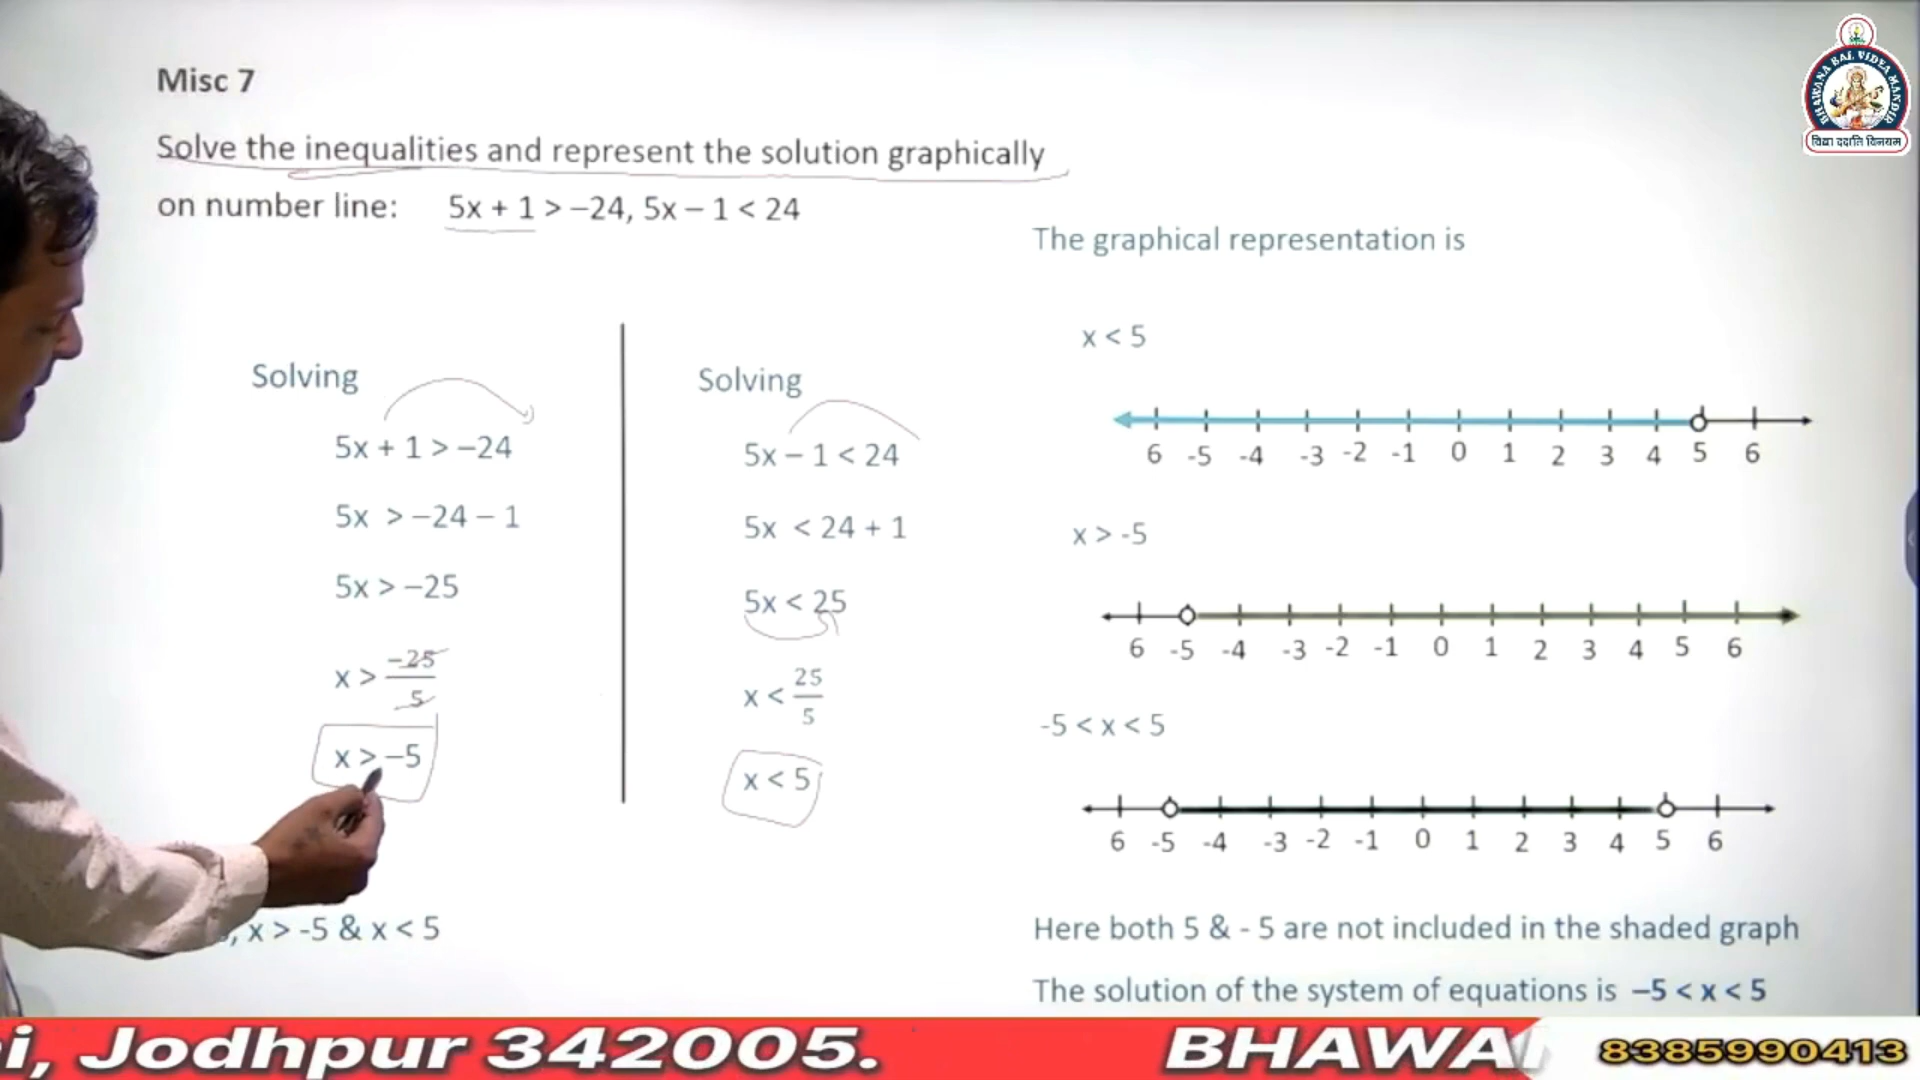 Misc 7
Solve the inequalities and represent the solution graphically
on number line: 5x + 1 > −24, 5x − 1 < 24
Solving
5x + 1 > −24
5x > −24 − 1
5x > −25
x > −25/5
x > −5
, x > -5 & x < 5
Solving
5x − 1 < 24
5x < 24 + 1
5x < 25
x < 25/5
x < 5
The graphical representation is
x < 5
6 -5 -4 -3 -2 -1 0 1 2 3 4 5 6
x > -5
6 -5 -4 -3 -2 -1 0 1 2 3 4 5 6
-5 < x < 5
6 -5 -4 -3 -2 -1 0 1 2 3 4 5 6
Here both 5 & - 5 are not included in the shaded graph
The solution of the system of equations is −5 < x < 5
BHAWANA BAL VIDYA MANDIR
विद्या ददाति विनयम
i, Jodhpur 342005. BHAWA
8385990413